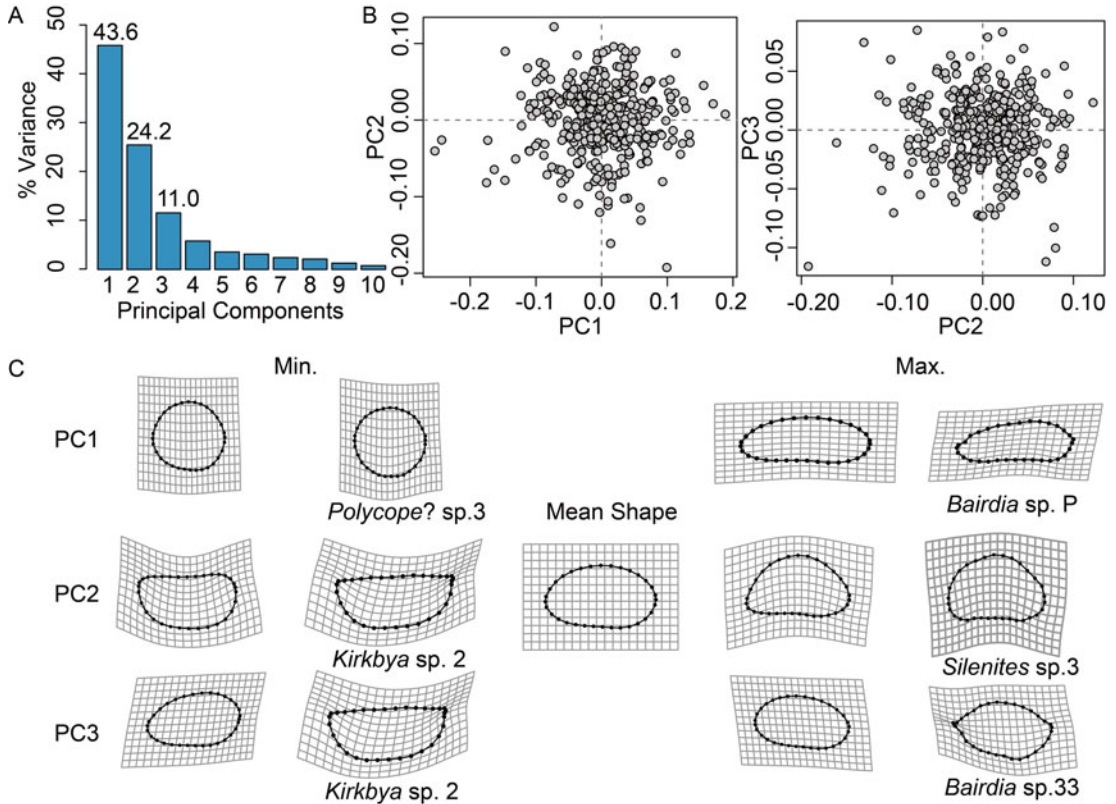 A
% Variance
50
40
30
20
10
0
43.6
24.2
11.0
1 2 3 4 5 6 7 8 9 10
Principal Components
B
PC2
0.10
0.00
-0.10
-0.20
-0.2 -0.1 0.0 0.1 0.2
PC1
PC3
0.05
0.00
-0.05
-0.10
-0.20 -0.10 0.00 0.10
PC2
C
Min. Max.
PC1
Polycope? sp.3 Mean Shape Bairdia sp. P
PC2
Kirkbya sp. 2 Silenites sp.3
PC3
Kirkbya sp. 2 Bairdia sp.33